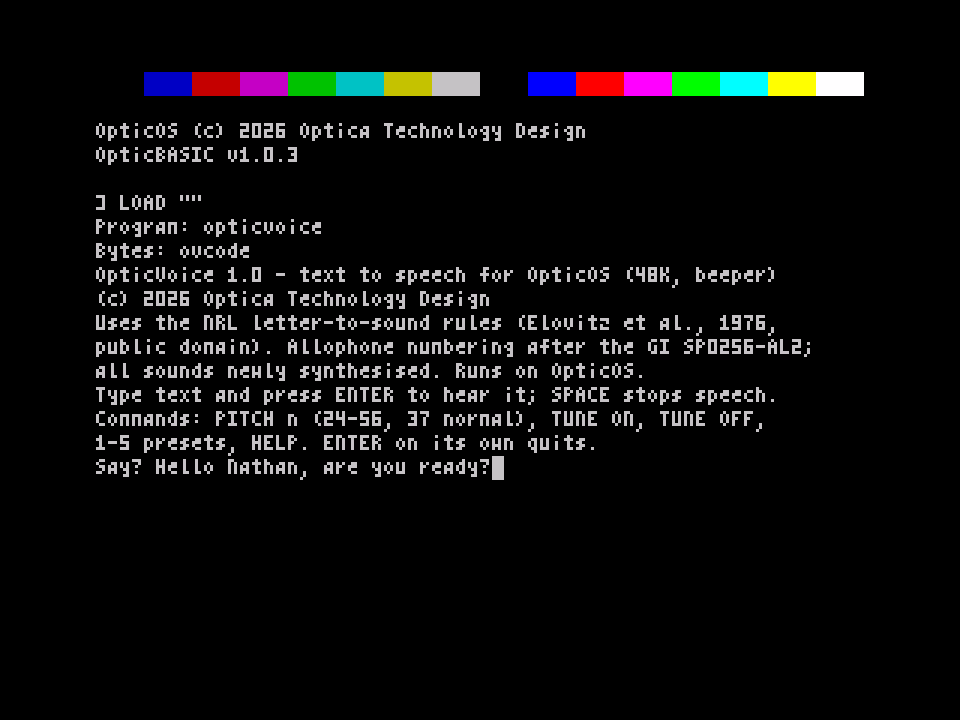 OpticOS (c) 2026 Optica Technology Design
OpticBASIC v1.0.3
] LOAD ""
Program: opticvoice
Bytes: ovcode
OpticVoice 1.0 - text to speech for OpticOS (48K, beeper)
(c) 2026 Optica Technology Design
Uses the NRL letter-to-sound rules (Elovitz et al., 1976,
public domain). Allophone numbering after the GI SP0256-AL2;
all sounds newly synthesised. Runs on OpticOS.
Type text and press ENTER to hear it; SPACE stops speech.
Commands: PITCH n (24-56, 37 normal), TUNE ON, TUNE OFF,
1-5 presets, HELP. ENTER on its own quits.
Say? Hello Nathan, are you ready?